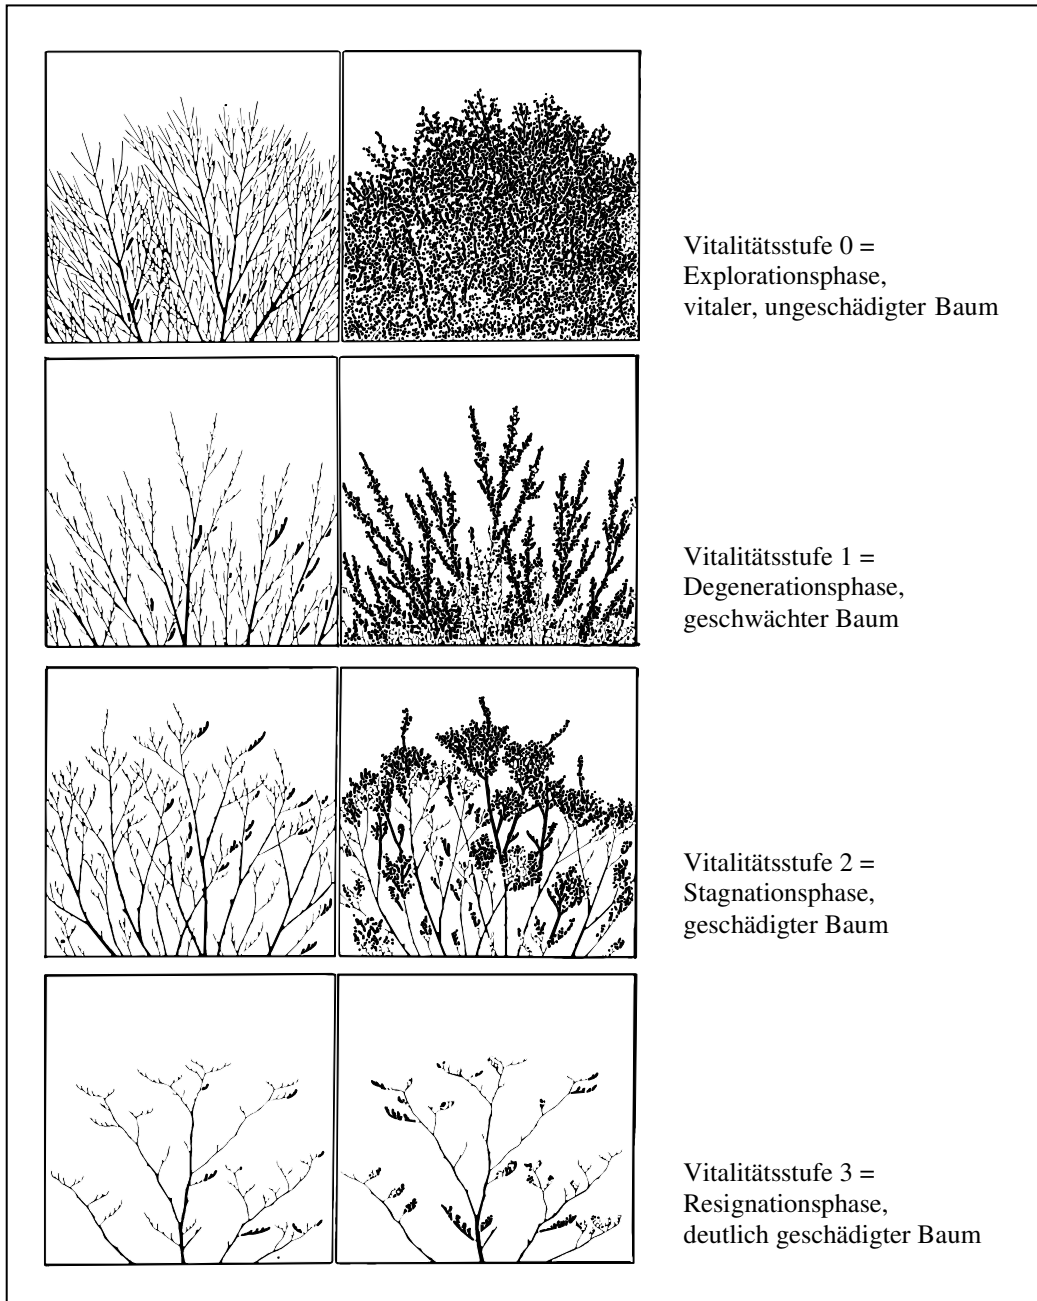 Vitalitätsstufe 0 =
Explorationsphase,
vitaler, ungeschädigter Baum
Vitalitätsstufe 1 =
Degenerationsphase,
geschwächter Baum
Vitalitätsstufe 2 =
Stagnationsphase,
geschädigter Baum
Vitalitätsstufe 3 =
Resignationsphase,
deutlich geschädigter Baum